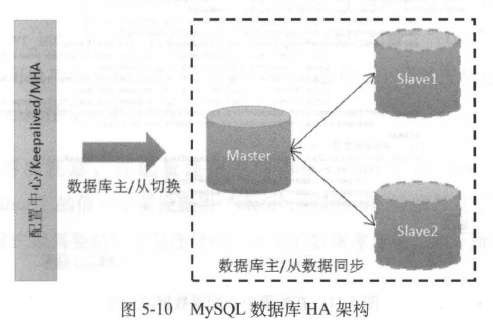 配置中心/Keepalived/MHA
数据库主/从切换
Master
Slave1
Slave2
数据库主/从数据同步
图 5-10 MySQL 数据库 HA 架构